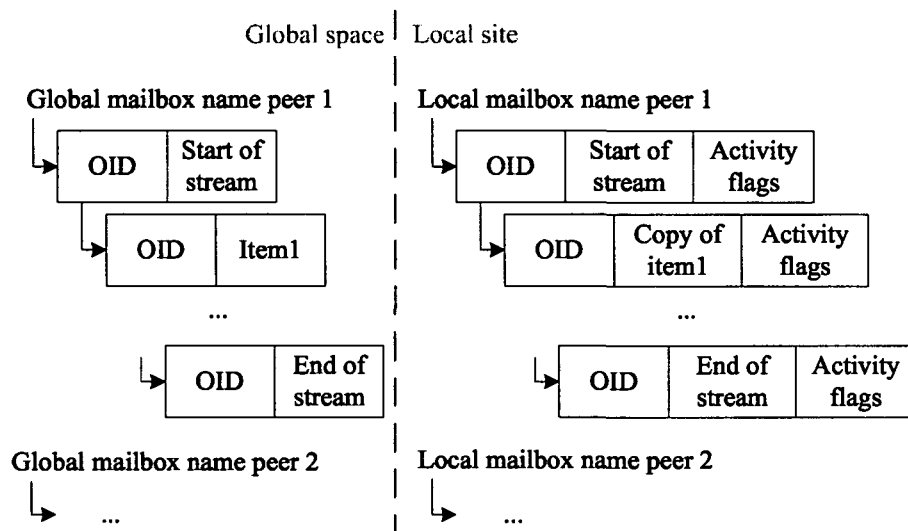 Global space
Local site
Global mailbox name peer 1
OID
Start of
stream
OID
Item1
...
OID
End of
stream
Global mailbox name peer 2
...
Local mailbox name peer 1
OID
Start of
stream
Activity
flags
OID
Copy of
item1
Activity
flags
...
OID
End of
stream
Activity
flags
Local mailbox name peer 2
...